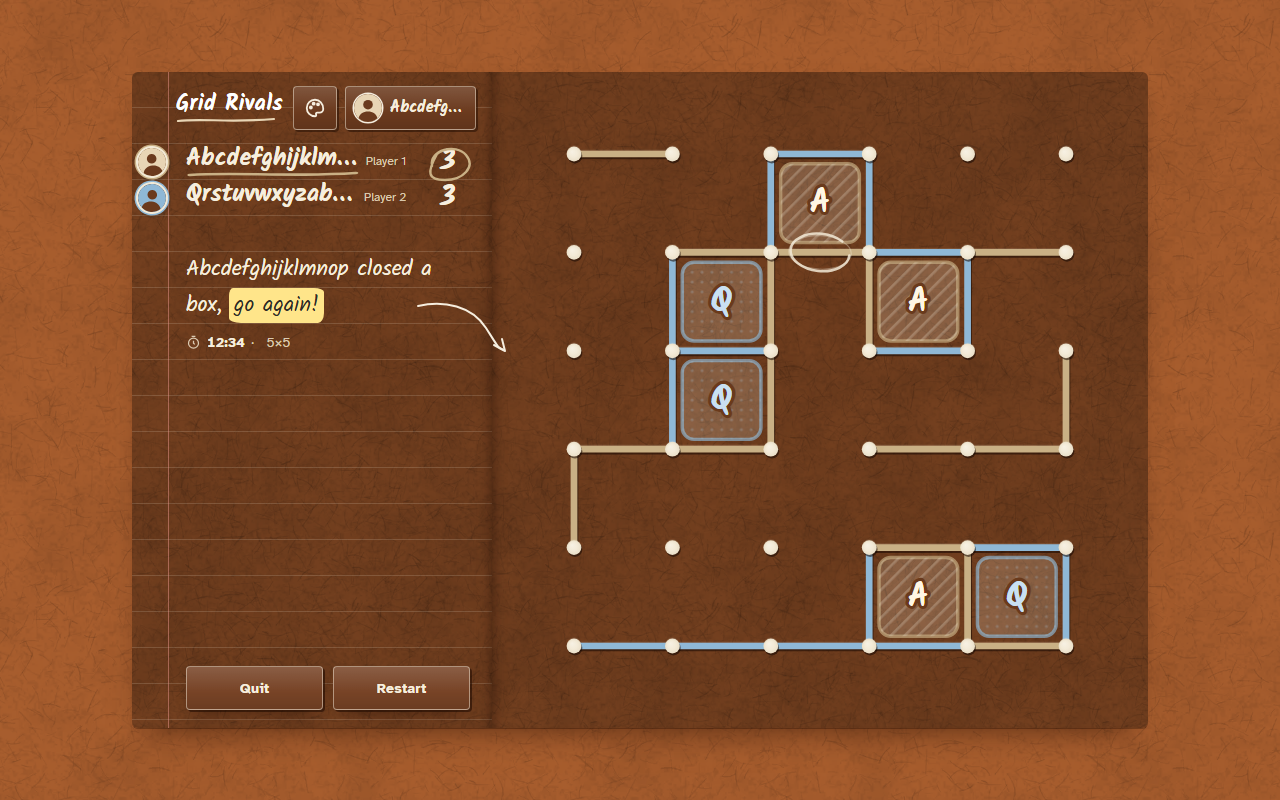 Grid Rivals
Abcdefg...
Abcdefghijklm... Player 1 3
Qrstuvwxyzab... Player 2 3
Abcdefghijklmnop closed a
box, go again!
12:34 · 5×5
Quit Restart
A
Q A
Q
A Q